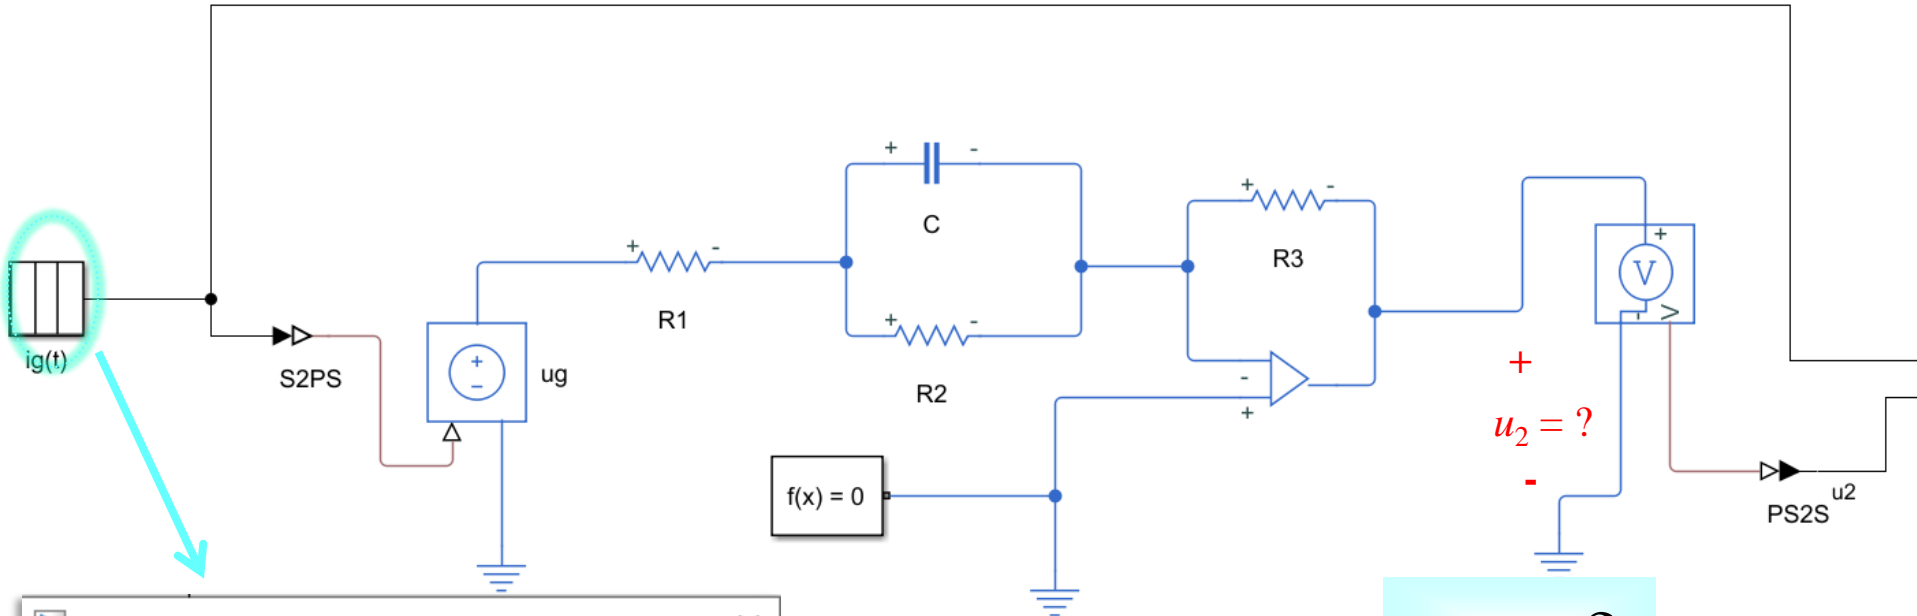 + -
C
+ -
R3
+ -
R1
+ -
R2
ig(t)
S2PS
+
-
ug
-
+
f(x) = 0
+
V
- V
+
u2 = ?
-
u2
PS2S
?